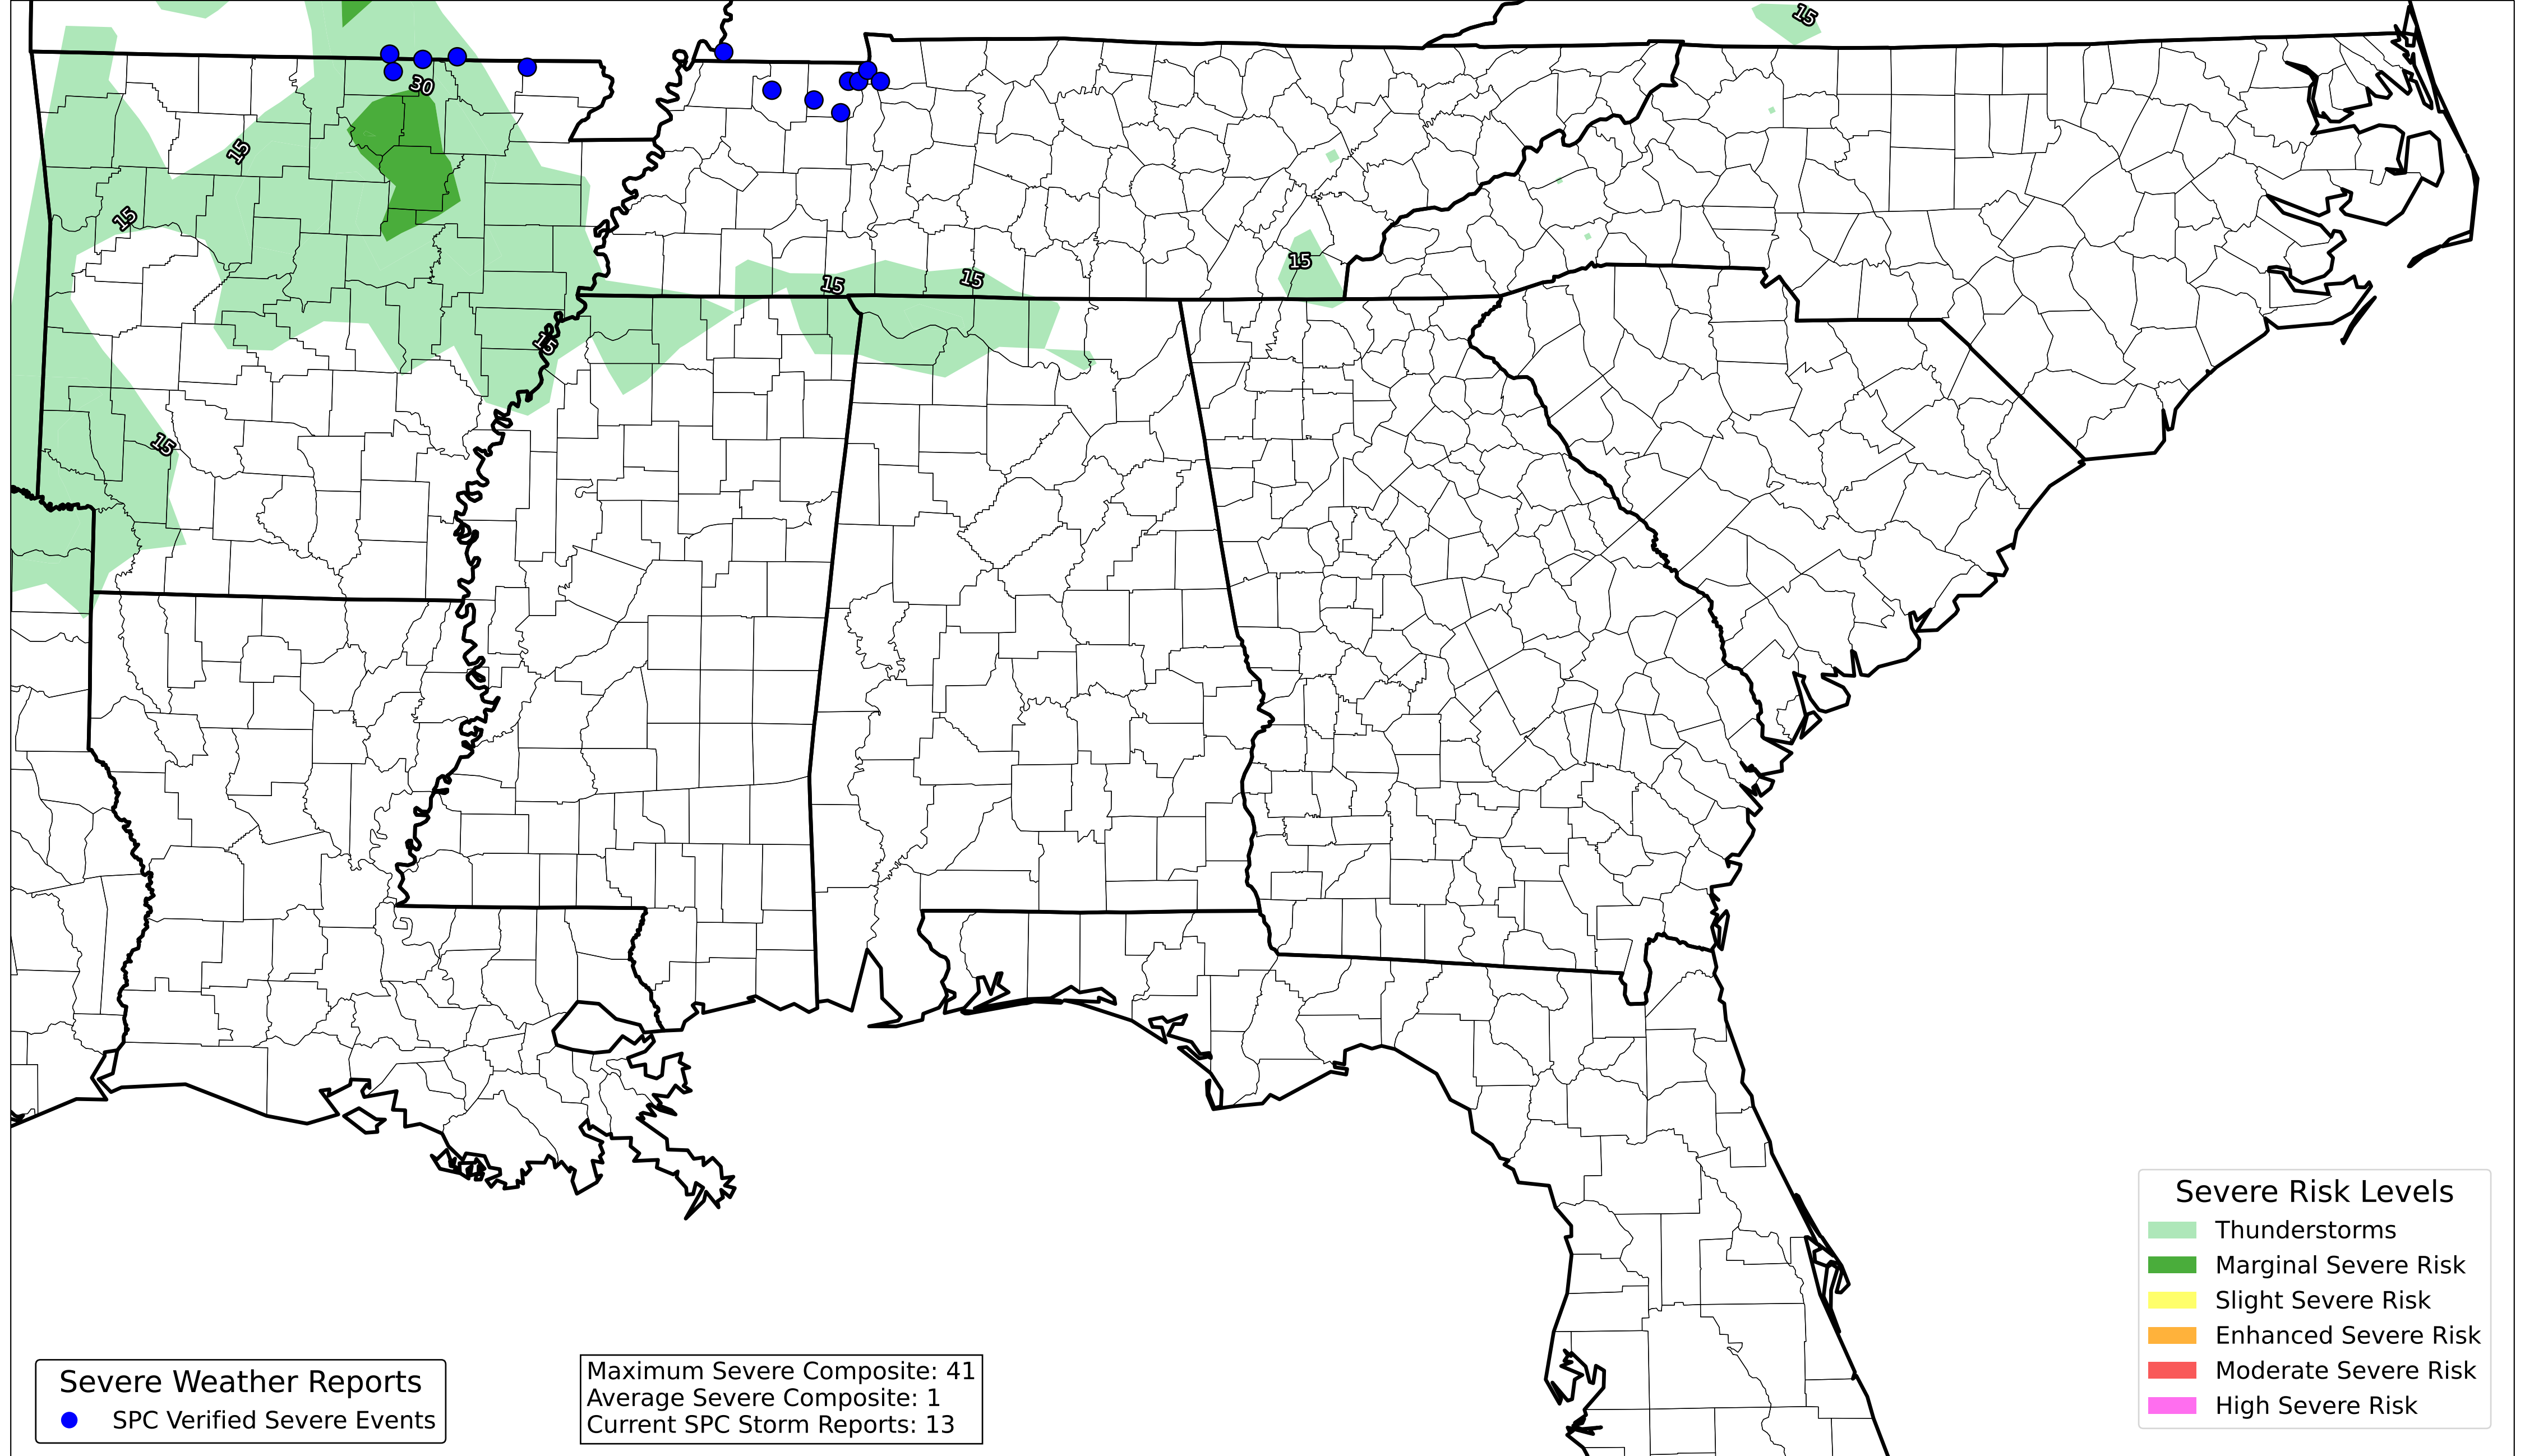 15
30
15
15
15
15
15
15
15
Severe Risk Levels
Thunderstorms
Marginal Severe Risk
Slight Severe Risk
Enhanced Severe Risk
Moderate Severe Risk
High Severe Risk
Severe Weather Reports
SPC Verified Severe Events
Maximum Severe Composite: 41
Average Severe Composite: 1
Current SPC Storm Reports: 13